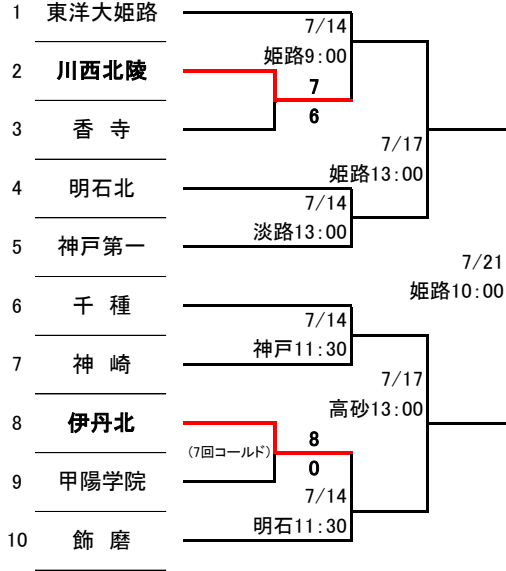 1 東洋大姫路
7/14
姫路9:00
2 川西北陵
7
6
3 香 寺
7/17
姫路13:00
4 明石北
7/14
淡路13:00
5 神戸第一
7/21
姫路10:00
6 千 種
7/14
神戸11:30
7 神 崎
7/17
高砂13:00
8 伊丹北
8
(7回コールド)
0
9 甲陽学院
7/14
明石11:30
10 飾 磨